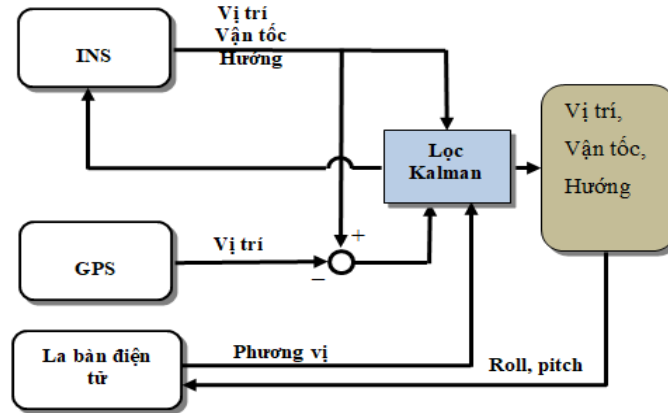 Vị trí
Vận tốc
Hướng
INS
Vị trí,
Vận tốc,
Hướng
Lọc
Kalman
+
Vị trí
−
GPS
La bàn điện
tử
Phương vị
Roll, pitch